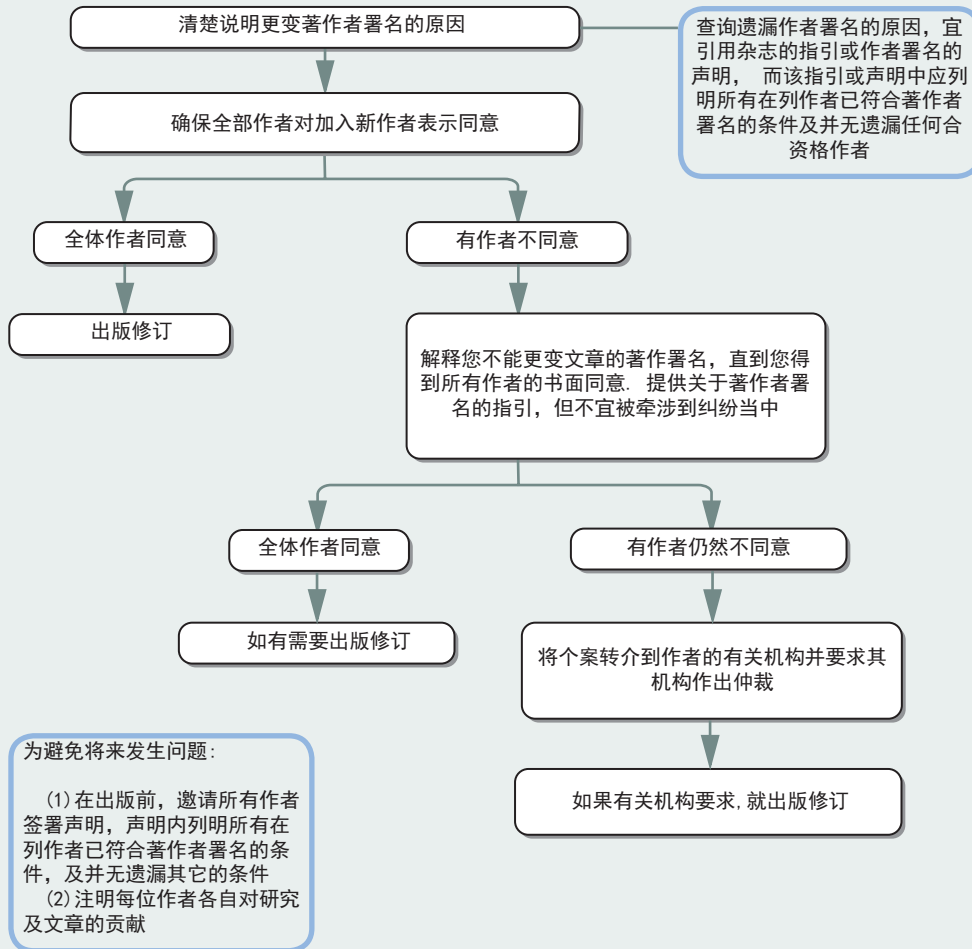 清楚说明更变著作者署名的原因
查询遗漏作者署名的原因，宜
引用杂志的指引或作者署名的
声明， 而该指引或声明中应列
明所有在列作者已符合著作者
署名的条件及并无遗漏任何合
资格作者
确保全部作者对加入新作者表示同意
全体作者同意
有作者不同意
出版修订
解释您不能更变文章的著作署名，直到您得
到所有作者的书面同意. 提供关于著作者署
名的指引，但不宜被牵涉到纠纷当中
全体作者同意
有作者仍然不同意
如有需要出版修订
将个案转介到作者的有关机构并要求其
机构作出仲裁
如果有关机构要求,就出版修订
为避免将来发生问题:
(1)在出版前，邀请所有作者
签署声明，声明内列明所有在
列作者已符合著作者署名的条
件，及并无遗漏其它的条件
(2)注明每位作者各自对研究
及文章的贡献